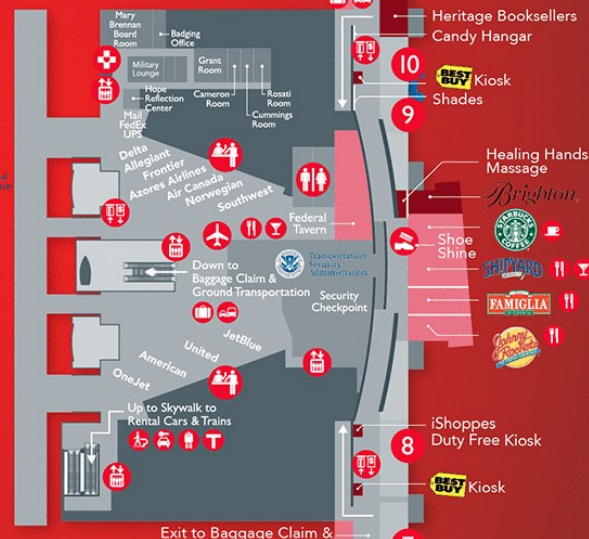 Mary
Brennan
Board
Room
Badging
Office
Military
Lounge
Grant
Room
Hope
Reflection
Center
Cameron
Room
Rosati
Room
Cummings
Room
Mail
FedEx
UPS
Delta
Allegiant
Frontier
Azores Airlines
Air Canada
Norwegian
Southwest
Federal
Tavern
Transportation
Security
Administration
Down to
Baggage Claim &
Ground Transportation
Security
Checkpoint
JetBlue
United
American
OneJet
Up to Skywalk to
Rental Cars & Trains
T
Exit to Baggage Claim &
Heritage Booksellers
Candy Hangar
10
BEST
BUY
Kiosk
Shades
9
Healing Hands
Massage
Brighton
STARBUCKS
COFFEE
Shoe
Shine
SHIPYARD
FAMIGLIA
Johnny
Rockets
iShoppes
Duty Free Kiosk
8
BEST
BUY
Kiosk